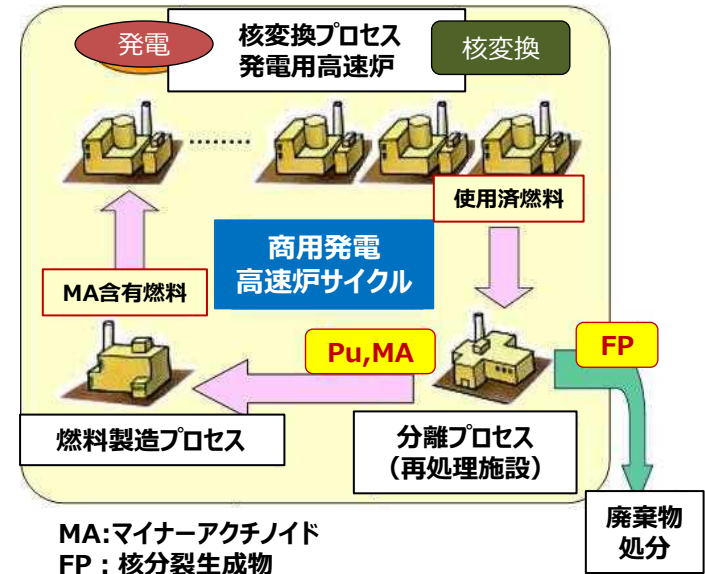 発電
核変換プロセス
発電用高速炉
核変換
........
使用済燃料
商用発電
高速炉サイクル
MA含有燃料
Pu,MA
FP
燃料製造プロセス
分離プロセス
（再処理施設）
廃棄物
処分
MA:マイナーアクチノイド
FP：核分裂生成物